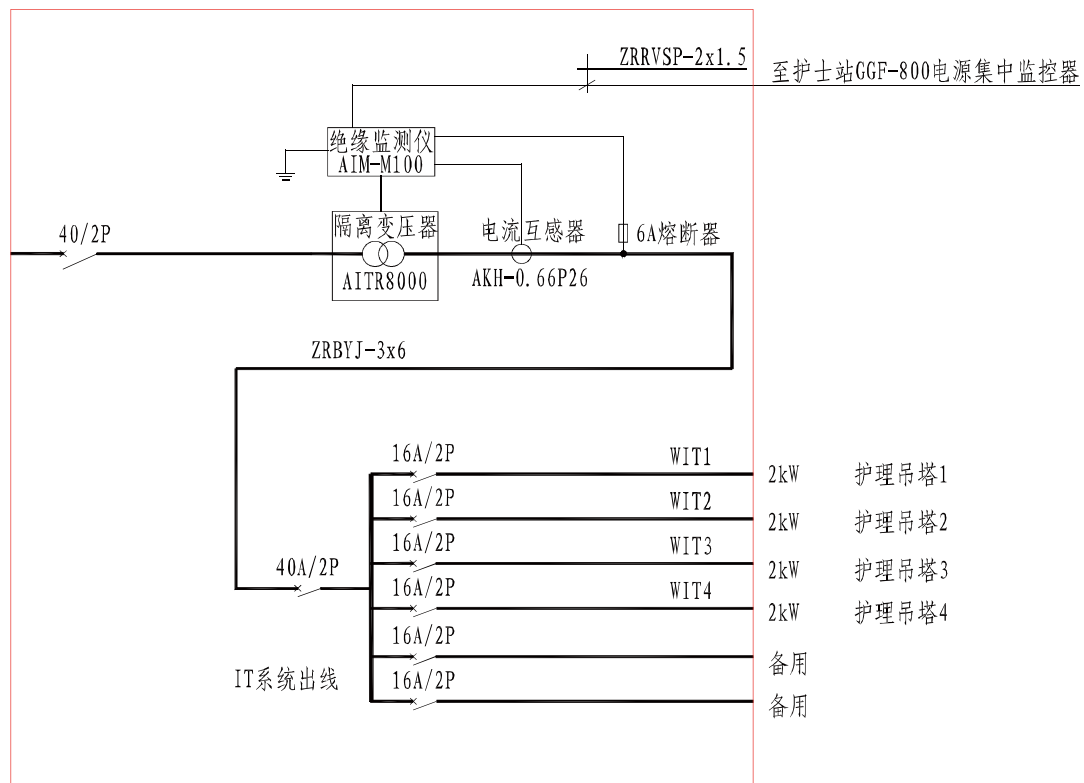 ZRRVSP-2x1.5
至护士站GGF-800电源集中监控器
绝缘监测仪
AIM-M100
40/2P
隔离变压器
AITR8000
电流互感器
AKH-0.66P26
6A熔断器
ZRBYJ-3x6
16A/2P WIT1 2kW 护理吊塔1
16A/2P WIT2 2kW 护理吊塔2
16A/2P WIT3 2kW 护理吊塔3
40A/2P
16A/2P WIT4 2kW 护理吊塔4
16A/2P 备用
IT系统出线
16A/2P 备用